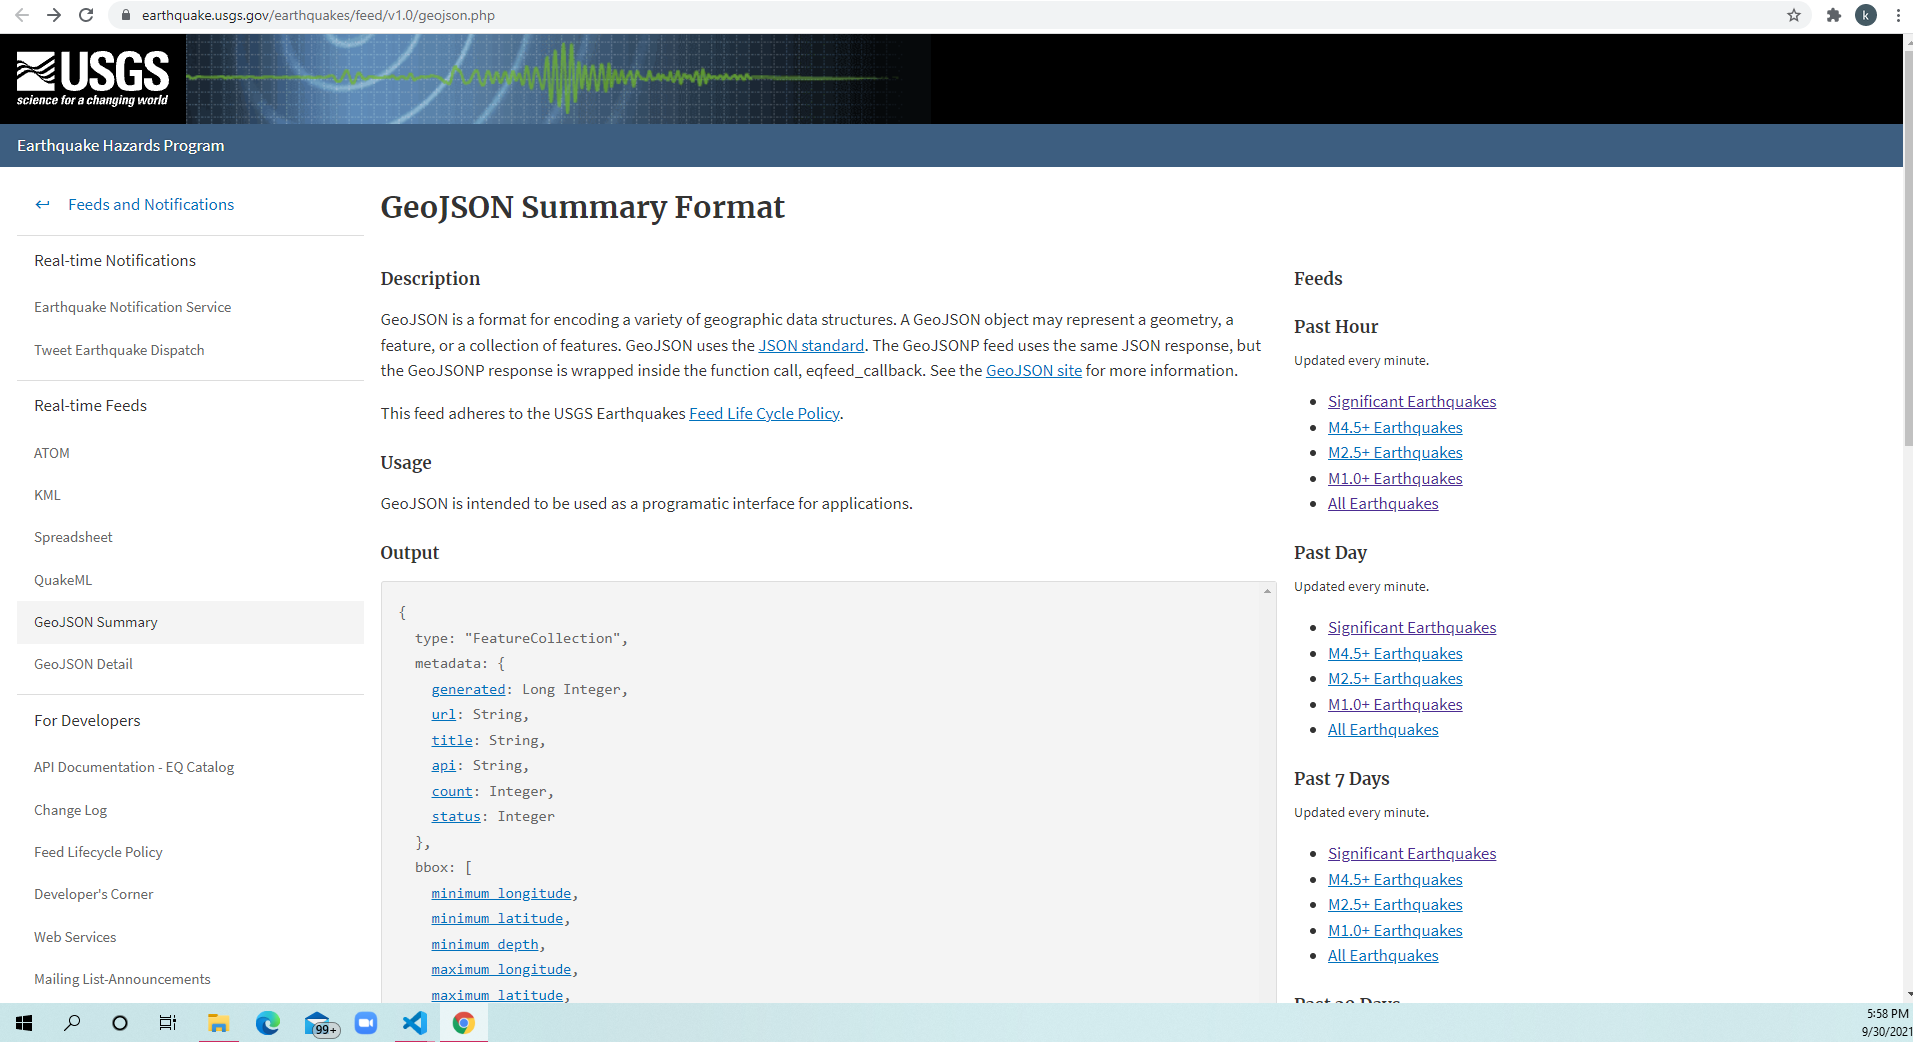 earthquake.usgs.gov/earthquakes/feed/v1.0/geojson.php
k
USGS
science for a changing world
Earthquake Hazards Program
Feeds and Notifications
Real-time Notifications
Earthquake Notification Service
Tweet Earthquake Dispatch
Real-time Feeds
ATOM
KML
Spreadsheet
QuakeML
GeoJSON Summary
GeoJSON Detail
For Developers
API Documentation - EQ Catalog
Change Log
Feed Lifecycle Policy
Developer's Corner
Web Services
Mailing List-Announcements
GeoJSON Summary Format
Description
GeoJSON is a format for encoding a variety of geographic data structures. A GeoJSON object may represent a geometry, a
feature, or a collection of features. GeoJSON uses the JSON standard. The GeoJSONP feed uses the same JSON response, but
the GeoJSONP response is wrapped inside the function call, eqfeed_callback. See the GeoJSON site for more information.
This feed adheres to the USGS Earthquakes Feed Life Cycle Policy.
Usage
GeoJSON is intended to be used as a programatic interface for applications.
Output
{
type: "FeatureCollection",
metadata: {
generated: Long Integer,
url: String,
title: String,
api: String,
count: Integer,
status: Integer
},
bbox: [
minimum longitude,
minimum latitude,
minimum depth,
maximum longitude,
maximum latitude,
Feeds
Past Hour
Updated every minute.
Significant Earthquakes
M4.5+ Earthquakes
M2.5+ Earthquakes
M1.0+ Earthquakes
All Earthquakes
Past Day
Updated every minute.
Significant Earthquakes
M4.5+ Earthquakes
M2.5+ Earthquakes
M1.0+ Earthquakes
All Earthquakes
Past 7 Days
Updated every minute.
Significant Earthquakes
M4.5+ Earthquakes
M2.5+ Earthquakes
M1.0+ Earthquakes
All Earthquakes
Past 30 Days
99+
5:58 PM
9/30/2021